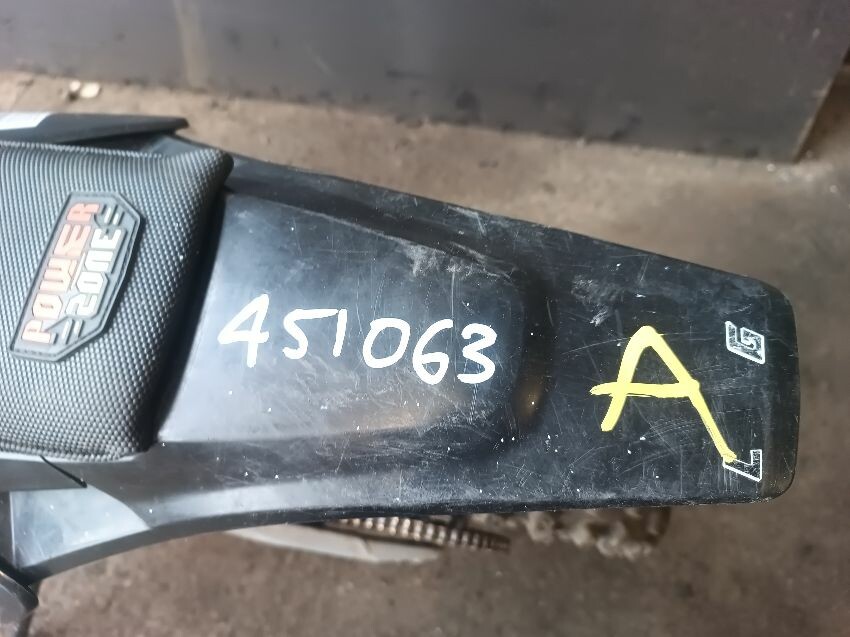 POWER
ZONE
451063
A
G
L